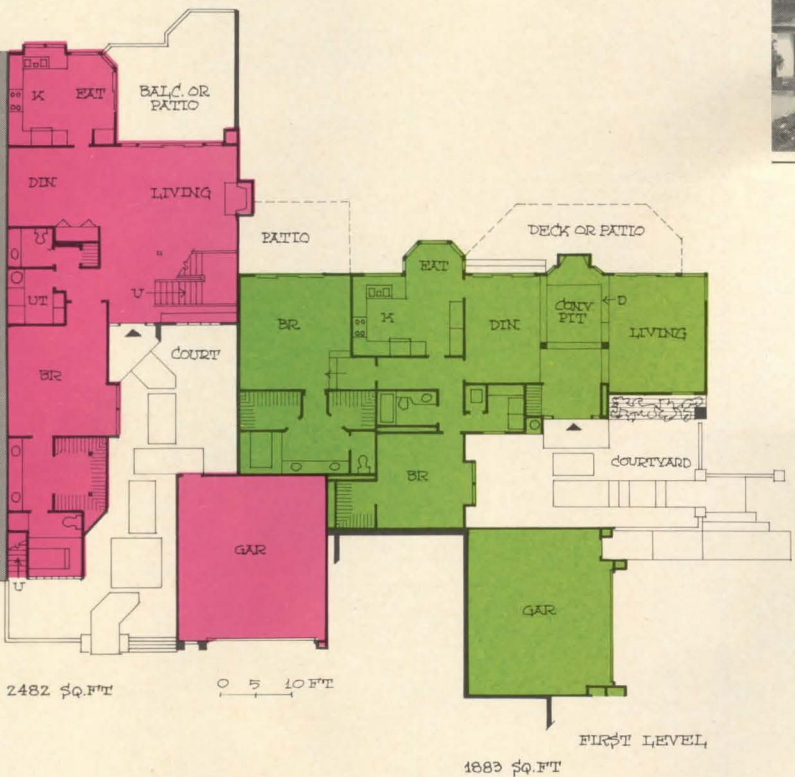 K
EAT
BALC. OR
PATIO
DIN
LIVING
UT
U
BR
COURT
U
GAR
PATIO
DECK OR PATIO
EAT
BR
K
DIN
CONV.
PIT
D
LIVING
BR
COURTYARD
GAR
2482 SQ.FT
0 5 10 FT
FIRST LEVEL
1883 SQ.FT